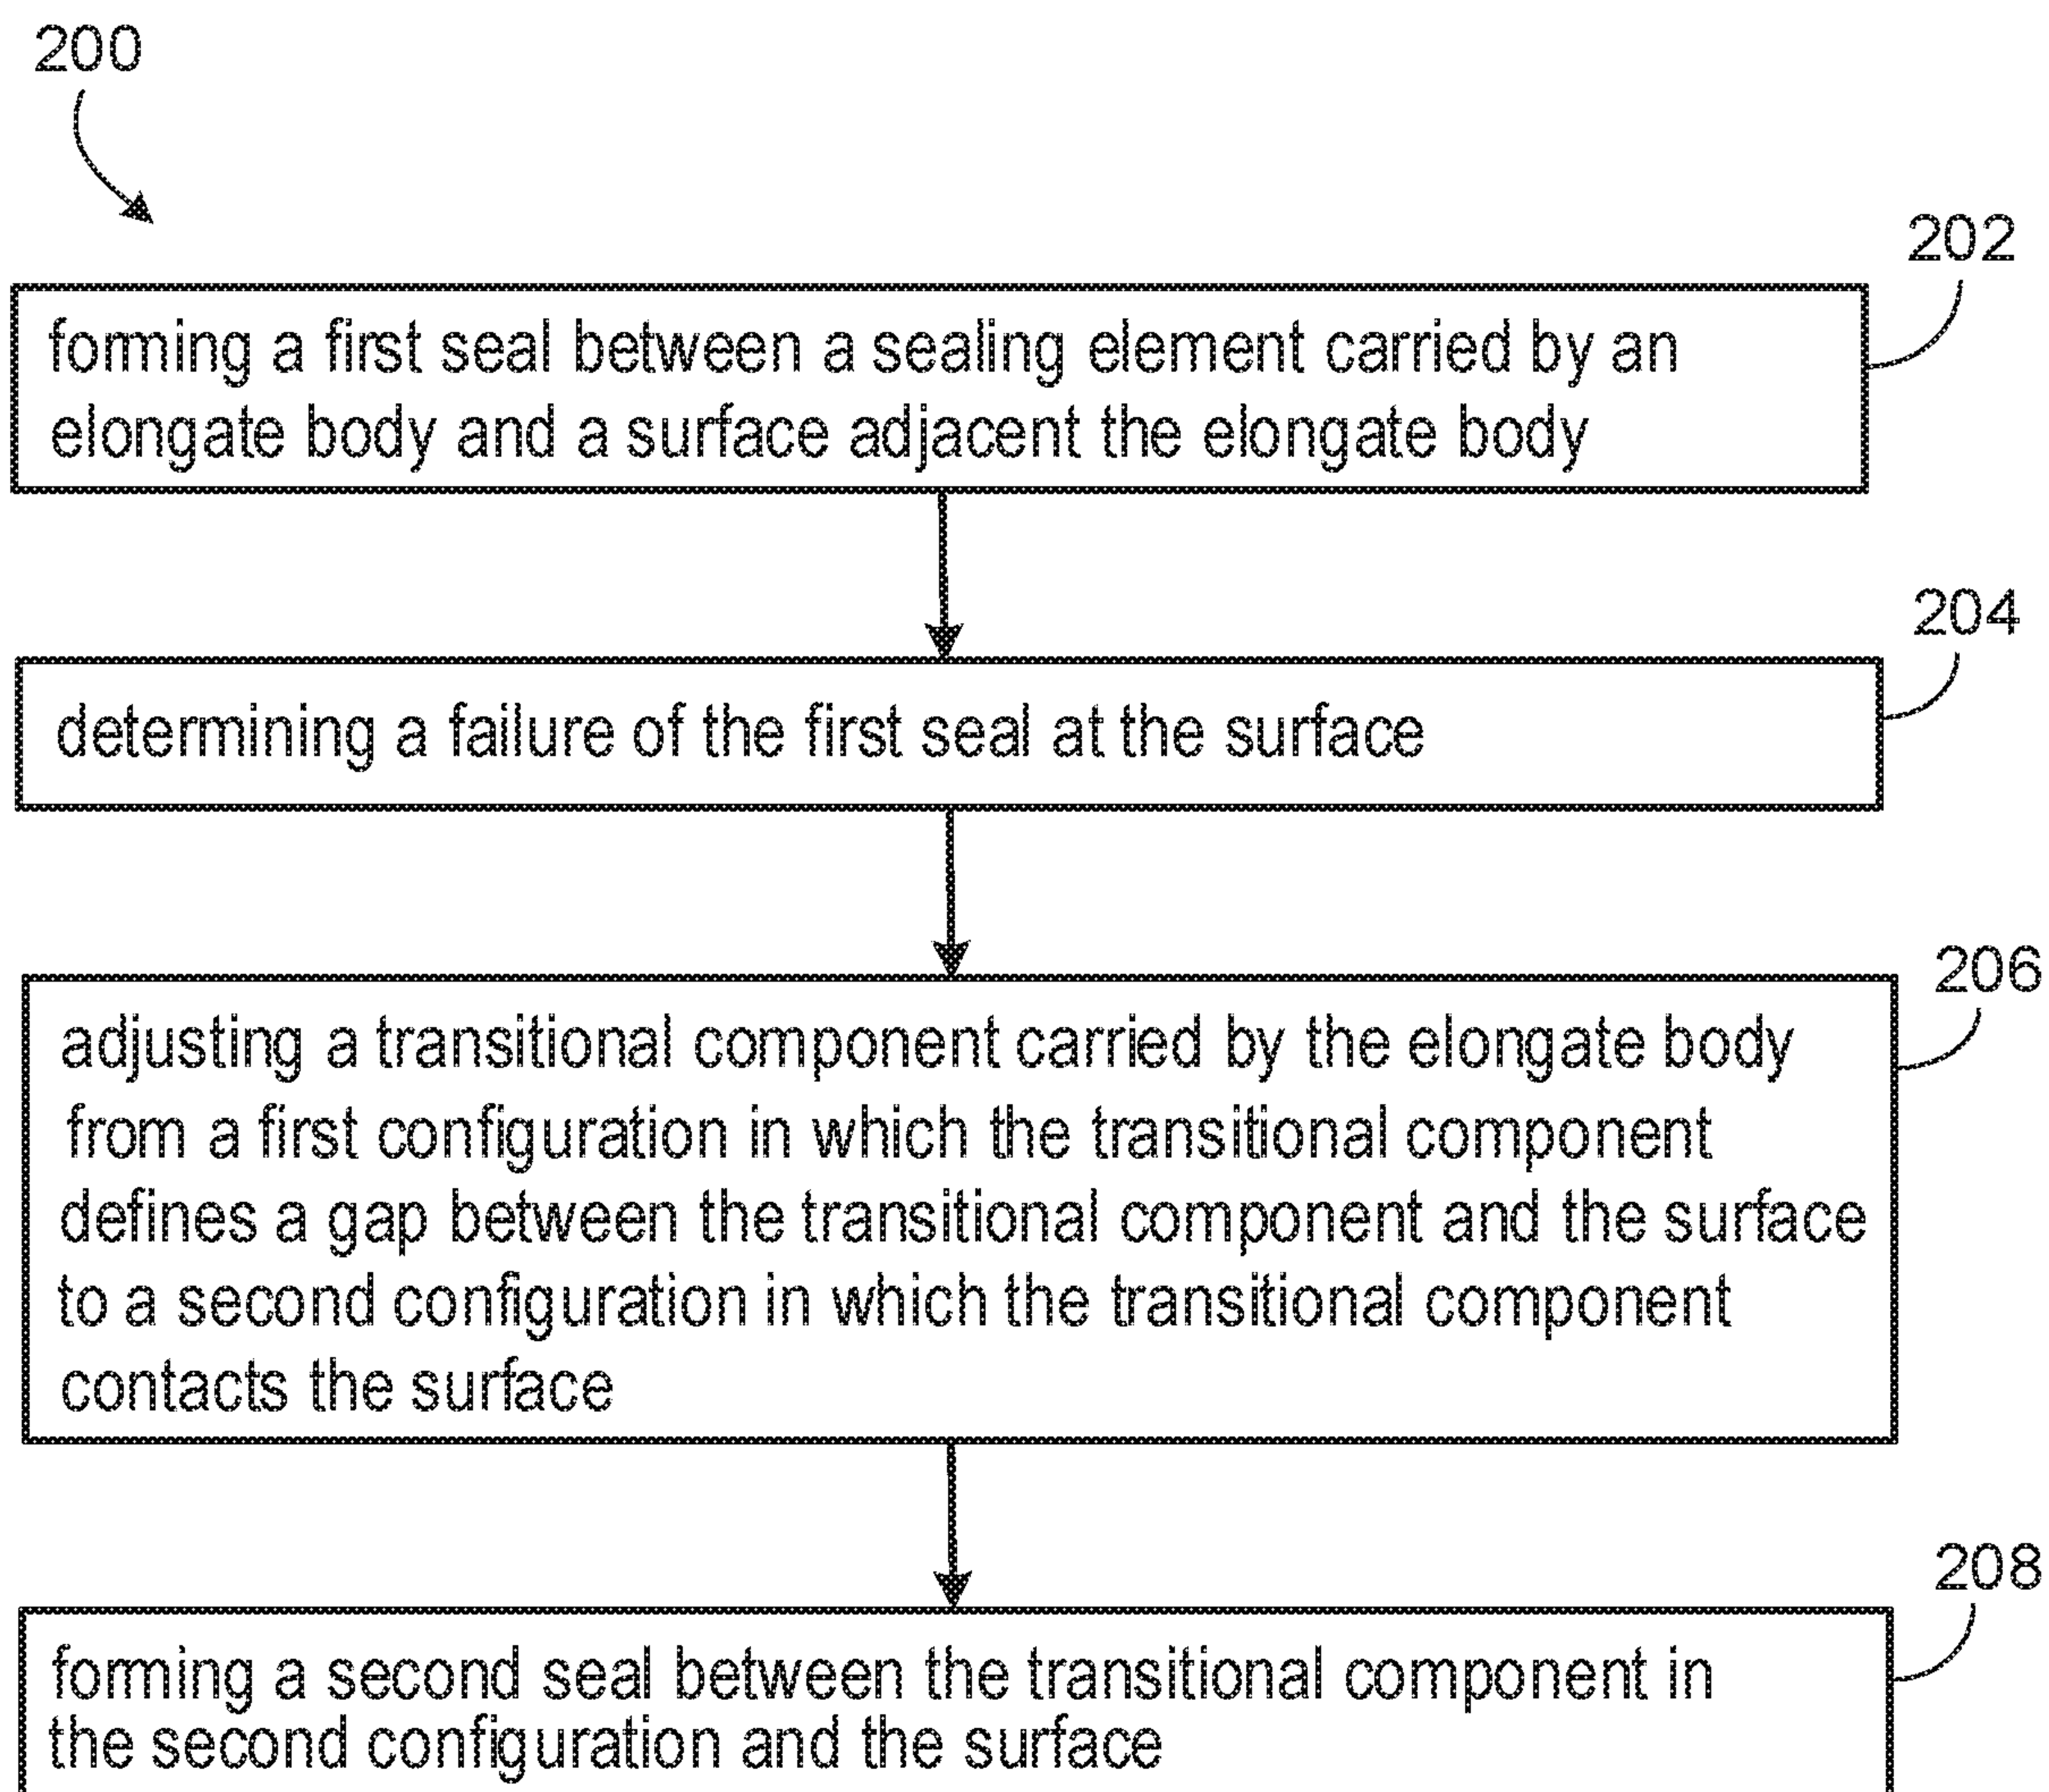 200
202
forming a first seal between a sealing element carried by an
elongate body and a surface adjacent the elongate body
204
determining a failure of the first seal at the surface
206
adjusting a transitional component carried by the elongate body
from a first configuration in which the transitional component
defines a gap between the transitional component and the surface
to a second configuration in which the transitional component
contacts the surface
208
forming a second seal between the transitional component in
the second configuration and the surface